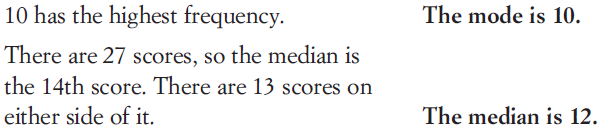 10 has the highest frequency. The mode is 10.
There are 27 scores, so the median is
the 14th score. There are 13 scores on
either side of it. The median is 12.